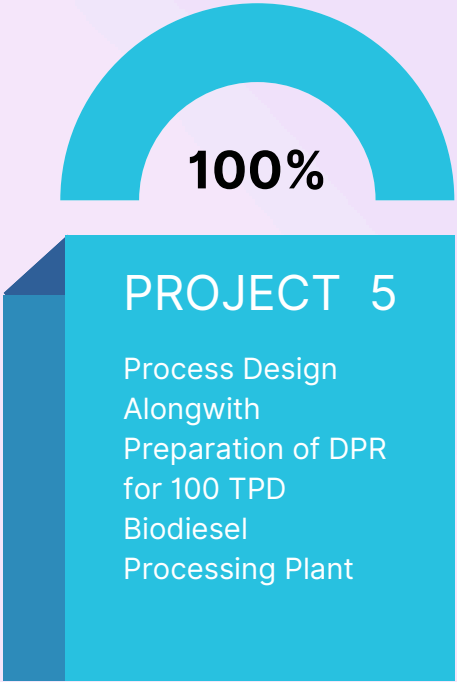 100%
PROJECT 5
Process Design
Alongwith
Preparation of DPR
for 100 TPD
Biodiesel
Processing Plant